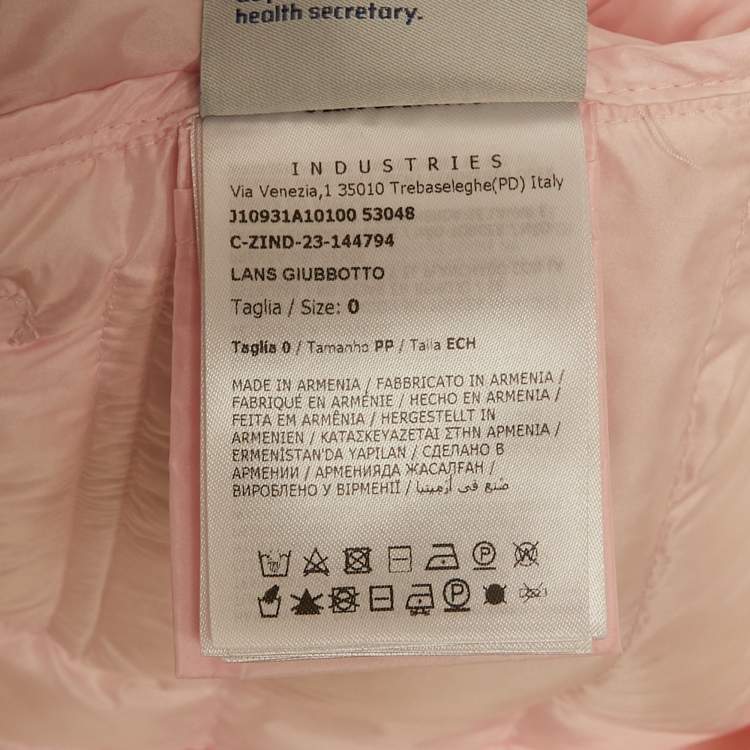 health secretary.
INDUSTRIES
Via Venezia,1 35010 Trebaseleghe(PD) Italy
J10931A10100 53048
C-ZIND-23-144794
LANS GIUBBOTTO
Taglia / Size: 0
Taglia 0 / Tamanho PP / Talla ECH
MADE IN ARMENIA / FABBRICATO IN ARMENIA /
FABRIQUÉ EN ARMÉNIE / HECHO EN ARMENIA /
FEITA EM ARMÊNIA / HERGESTELLT IN
ARMENIEN / ΚΑΤΑΣΚΕΥΑΖΕΤΑΙ ΣΤΗΝ ΑΡΜΕΝΙΑ /
ERMENİSTAN'DA YAPILAN / СДЕЛАНО В
АРМЕНИИ / АРМЕНИЯДА ЖАСАЛҒАН /
ВИРОБЛЕНО У ВІРМЕНІЇ / صنع في أرمينيا